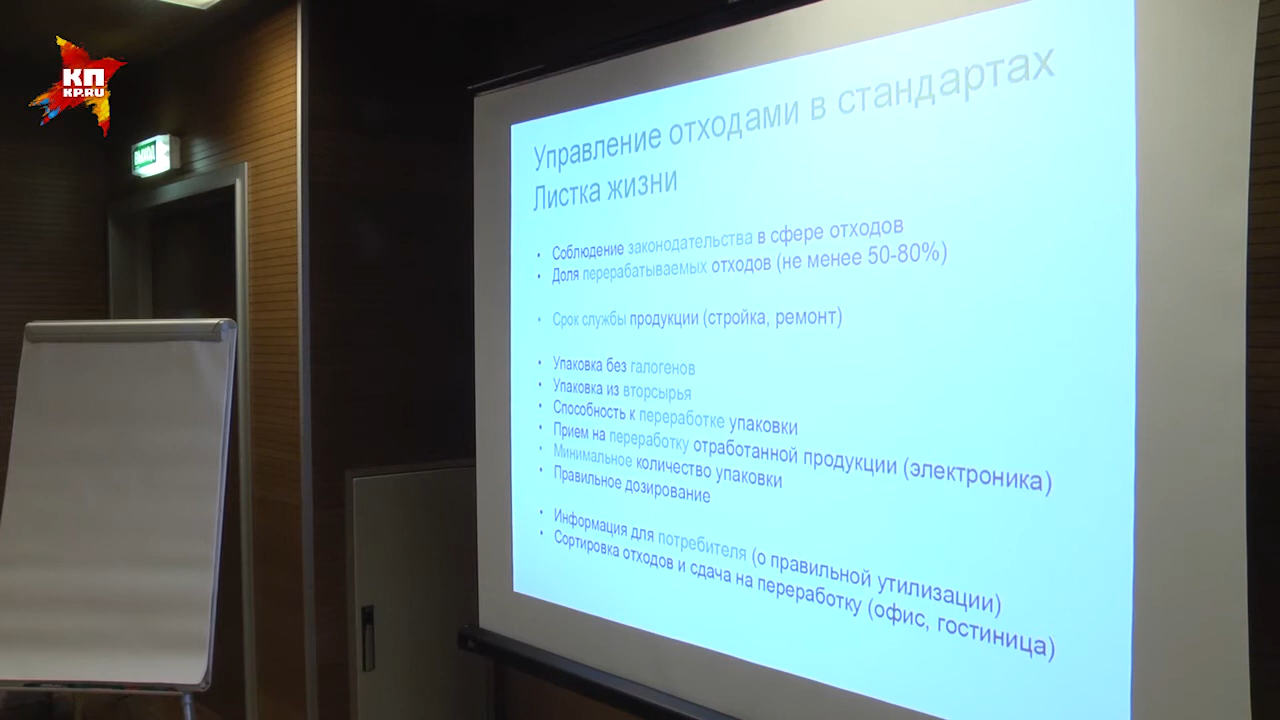 КП
KP.RU
ВЫХОД
Управление отходами в стандартах
Листка жизни
• Соблюдение законодательства в сфере отходов
• Доля перерабатываемых отходов (не менее 50-80%)
• Срок службы продукции (стройка, ремонт)
• Упаковка без галогенов
• Упаковка из вторсырья
• Способность к переработке упаковки
• Прием на переработку отработанной продукции (электроника)
• Минимальное количество упаковки
• Правильное дозирование
• Информация для потребителя (о правильной утилизации)
• Сортировка отходов и сдача на переработку (офис, гостиница)